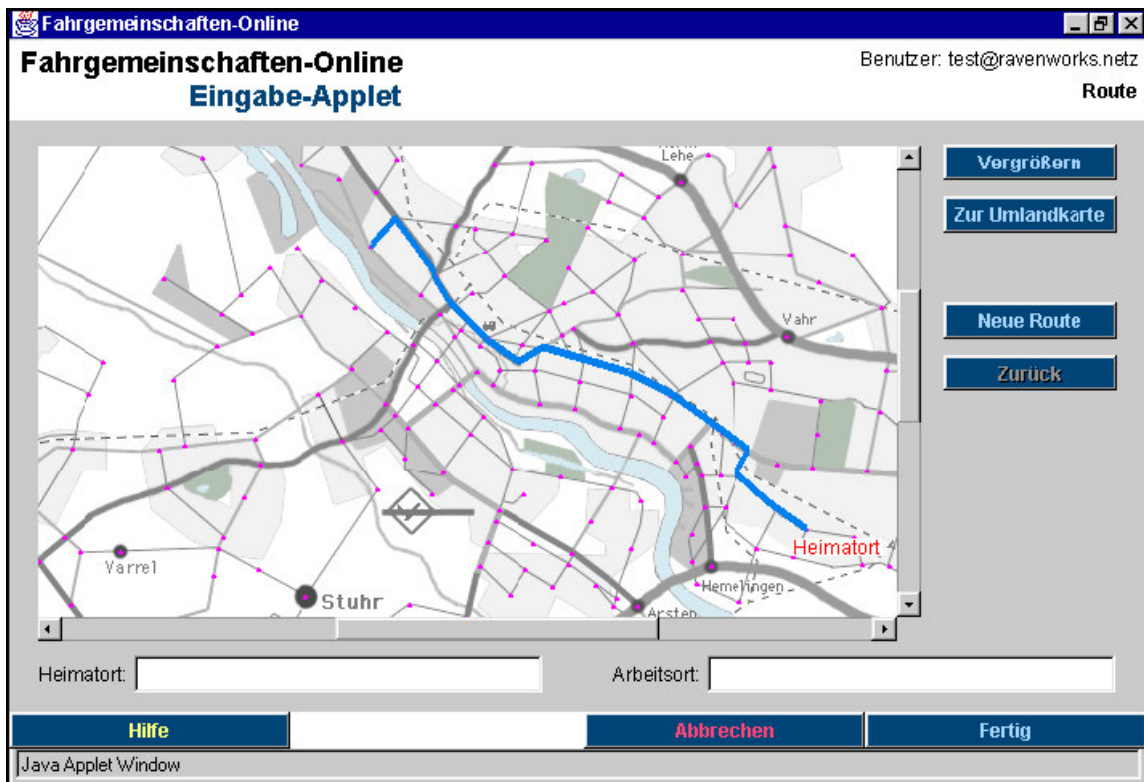 Fahrgemeinschaften-Online
Fahrgemeinschaften-Online
Benutzer: test@ravenworks.netz
Eingabe-Applet
Route
Lehe
Vergrößern
Zur Umlandkarte
Vahr
Neue Route
Zurück
Heimatort
Varrel
Hemelingen
Stuhr
Arsten
Heimatort:
Arbeitsort:
Hilfe
Abbrechen
Fertig
Java Applet Window